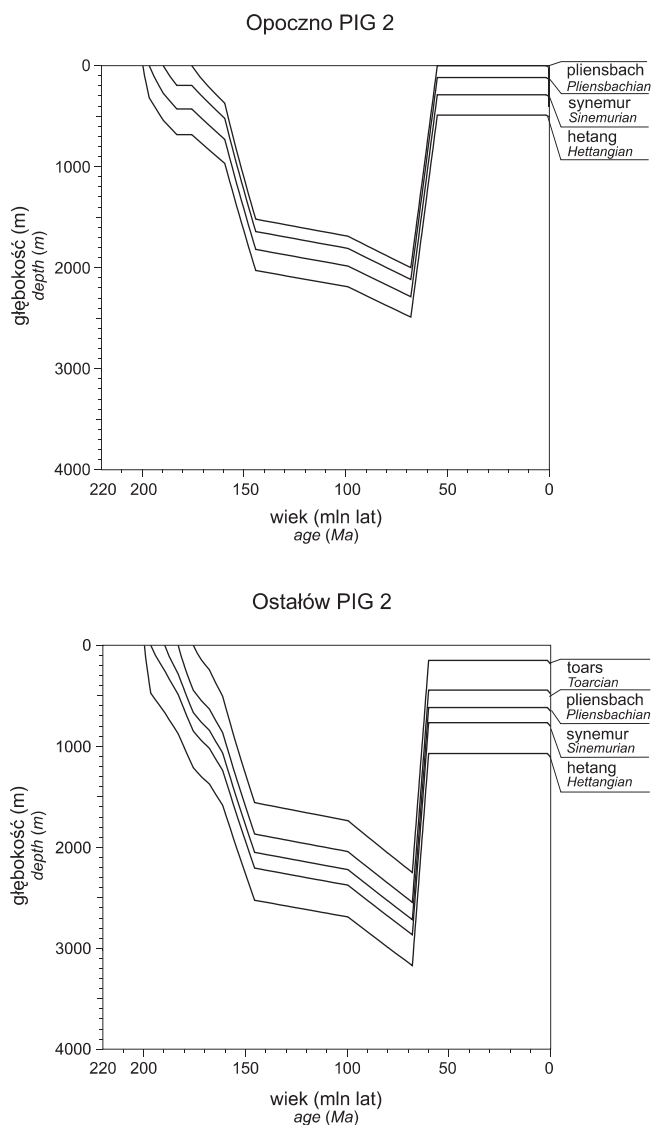 Opoczno PIG 2
0
1000
2000
3000
4000
głębokość (m)
depth (m)
220 200 150 100 50 0
wiek (mln lat)
age (Ma)
pliensbach
Pliensbachian
synemur
Sinemurian
hetang
Hettangian
Ostałów PIG 2
0
1000
2000
3000
4000
głębokość (m)
depth (m)
220 200 150 100 50 0
wiek (mln lat)
age (Ma)
toars
Toarcian
pliensbach
Pliensbachian
synemur
Sinemurian
hetang
Hettangian